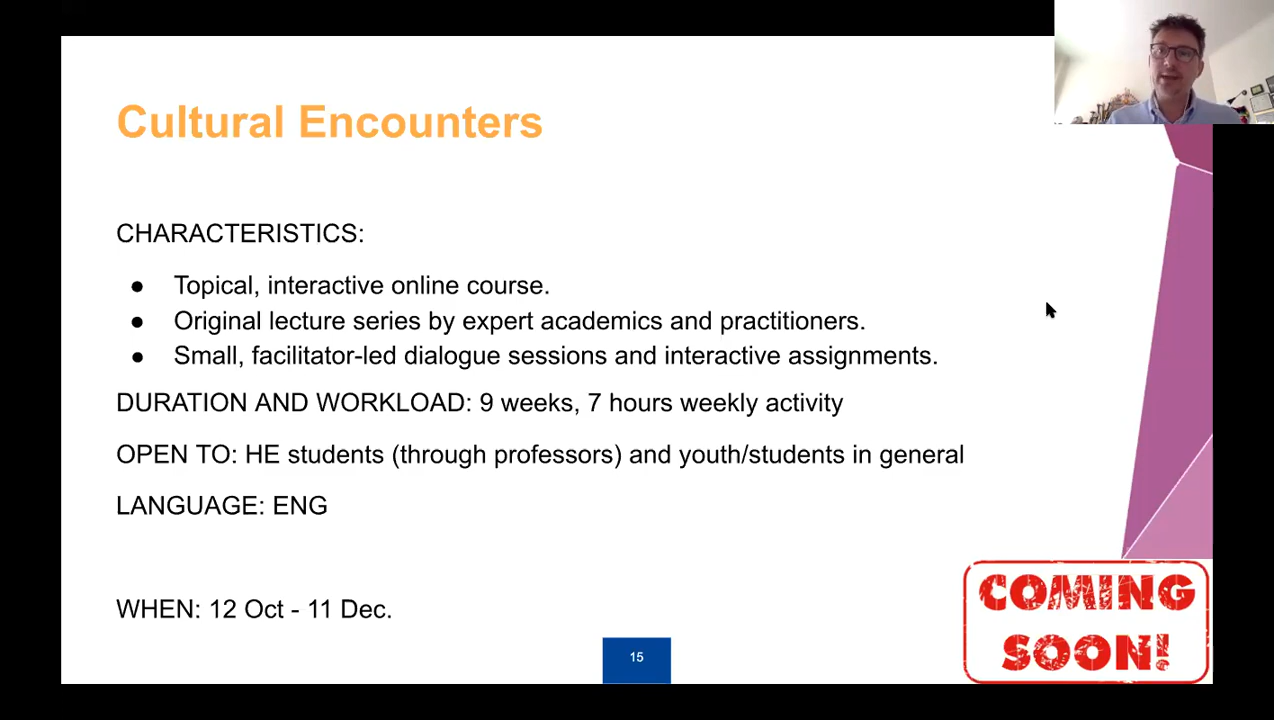 Cultural Encounters
CHARACTERISTICS:
● Topical, interactive online course.
● Original lecture series by expert academics and practitioners.
● Small, facilitator-led dialogue sessions and interactive assignments.
DURATION AND WORKLOAD: 9 weeks, 7 hours weekly activity
OPEN TO: HE students (through professors) and youth/students in general
LANGUAGE: ENG
WHEN: 12 Oct - 11 Dec.
COMING
SOON!
15